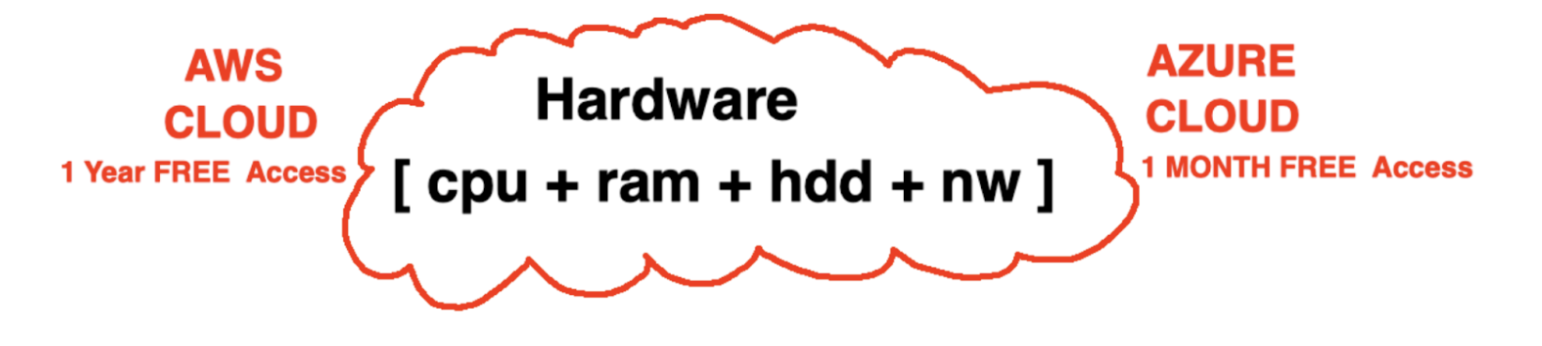 AWS
CLOUD
1 Year FREE Access
Hardware
[ cpu + ram + hdd + nw ]
AZURE
CLOUD
1 MONTH FREE Access